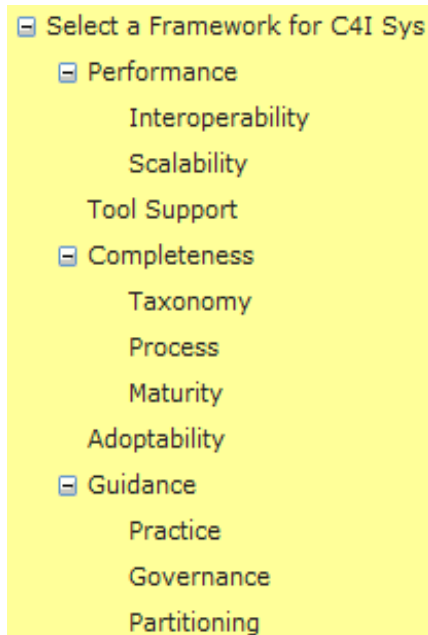 Select a Framework for C4I Sys
Performance
Interoperability
Scalability
Tool Support
Completeness
Taxonomy
Process
Maturity
Adoptability
Guidance
Practice
Governance
Partitioning